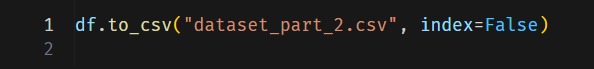 1 df.to_csv("dataset_part_2.csv", index=False)
2